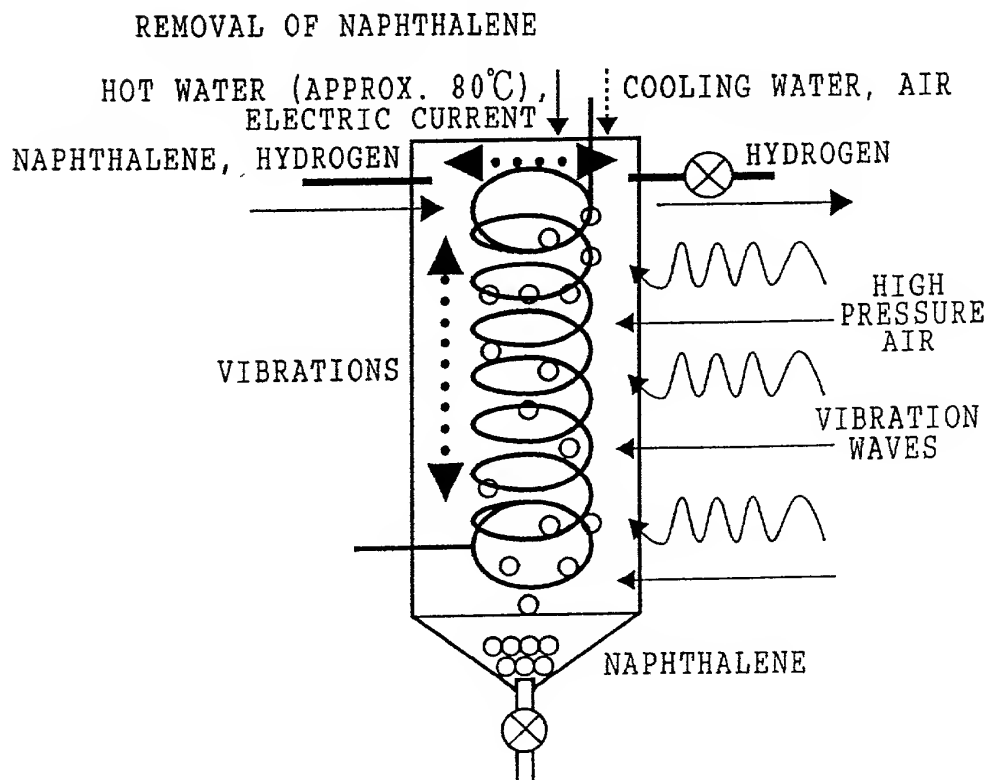 REMOVAL OF NAPHTHALENE
HOT WATER (APPROX. 80℃),
ELECTRIC CURRENT
COOLING WATER, AIR
NAPHTHALENE, HYDROGEN
HYDROGEN
HIGH
PRESSURE
AIR
VIBRATIONS
VIBRATION
WAVES
NAPHTHALENE